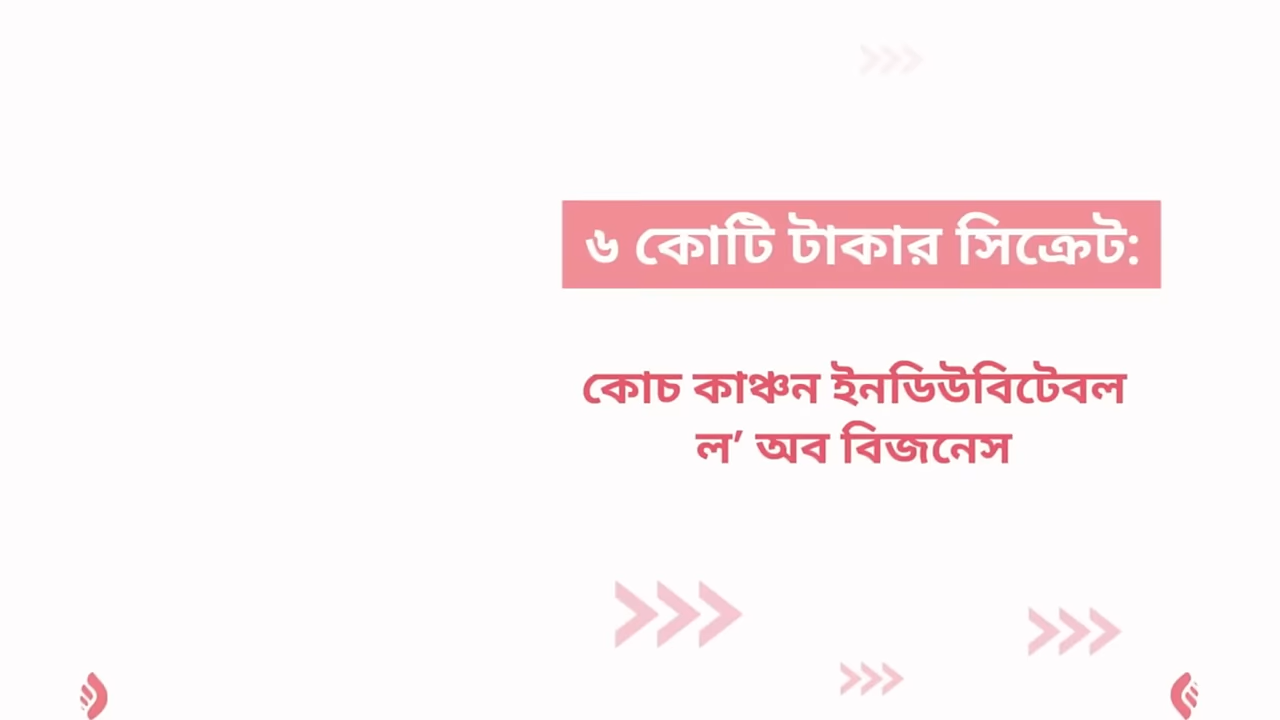 ৬ কোটি টাকার সিক্রেট:
কোচ কাঞ্চন ইনডিউবিটেবল
ল’ অব বিজনেস